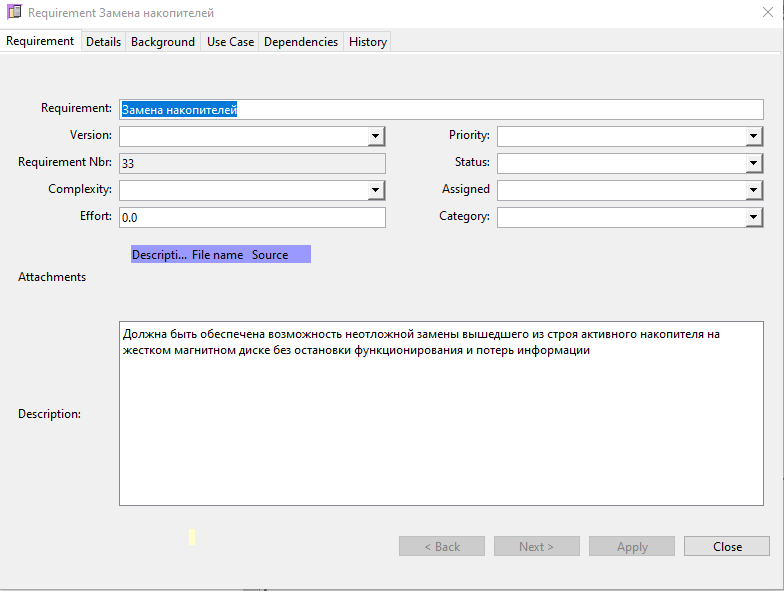 Requirement Замена накопителей
Requirement Details Background Use Case Dependencies History
Requirement: Замена накопителей
Version: Priority:
Requirement Nbr: 33 Status:
Complexity: Assigned
Effort: 0.0 Category:
Descripti... File name Source
Attachments
Должна быть обеспечена возможность неотложной замены вышедшего из строя активного накопителя на
жестком магнитном диске без остановки функционирования и потерь информации
Description:
< Back Next > Apply Close